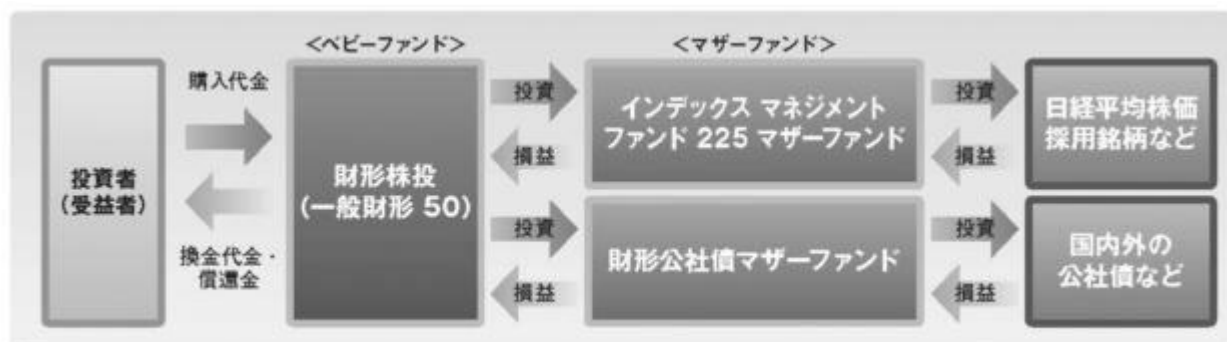 <ベビーファンド>
<マザーファンド>
投資者
(受益者)
購入代金
換金代金・
償還金
財形株投
(一般財形 50)
投資
損益
インデックス マネジメント
ファンド 225 マザーファンド
投資
損益
日経平均株価
採用銘柄など
投資
損益
財形公社債マザーファンド
投資
損益
国内外の
公社債など